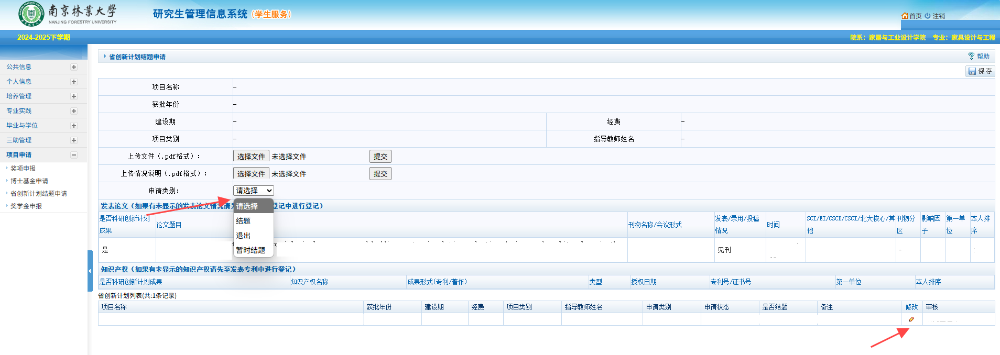 南京林業大學
NANJING FORESTRY UNIVERSITY
研究生管理信息系统（学生服务）
首页 注销
2024-2025下学期
院系：家居与工业设计学院 专业：家具设计与工程
公共信息
个人信息
培养管理
专业实践
毕业与学位
三助管理
项目申请
奖项申报
博士基金申请
省创新计划结题申请
奖学金申报
省创新计划结题申请
帮助
保存
项目名称 —
获批年份 —
建设期 — 经费 —
项目类别 — 指导教师姓名 —
上传文件（.pdf格式）： 选择文件 未选择文件 提交
上传情况说明（.pdf格式）： 选择文件 未选择文件 提交
申请类别： 请选择
请选择
结题
退出
暂时结题
发表论文（如果有未显示的发表论文情况请先 登记中进行登记）
是否科研创新计划成果 论文题目 刊物名称/会议形式 发表/录用/投稿情况 时间 SCI/EI/CSCD/CSCI/北大核心/其他 刊物分区 影响因子 第一单位 本人排序
是 见刊 -
知识产权（如果有未显示的知识产权请先至发表专利中进行登记）
是否科研创新计划成果 知识产权名称 成果形式(专利/著作) 类型 授权日期 专利号/证书号 第一单位 本人排序
省创新计划列表(共:1条记录)
项目名称 获批年份 建设期 经费 项目类别 指导教师姓名 申请类别 申请状态 是否结题 备注 修改 审核